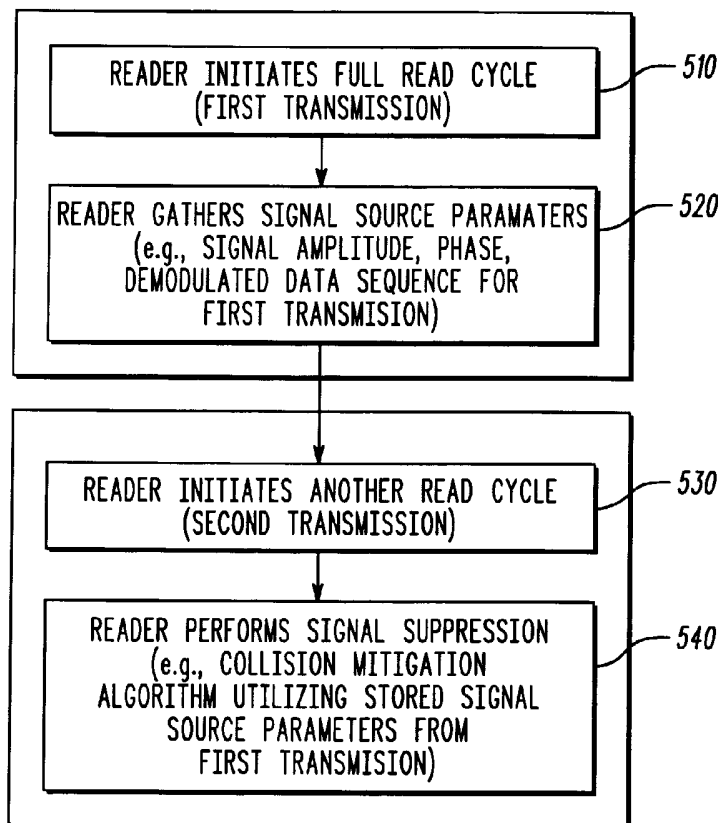 READER INITIATES FULL READ CYCLE
(FIRST TRANSMISSION)
510
READER GATHERS SIGNAL SOURCE PARAMATERS
(e.g., SIGNAL AMPLITUDE, PHASE,
DEMODULATED DATA SEQUENCE FOR
FIRST TRANSMISION)
520
READER INITIATES ANOTHER READ CYCLE
(SECOND TRANSMISSION)
530
READER PERFORMS SIGNAL SUPPRESSION
(e.g., COLLISION MITIGATION
ALGORITHM UTILIZING STORED SIGNAL
SOURCE PARAMETERS FROM
FIRST TRANSMISION)
540